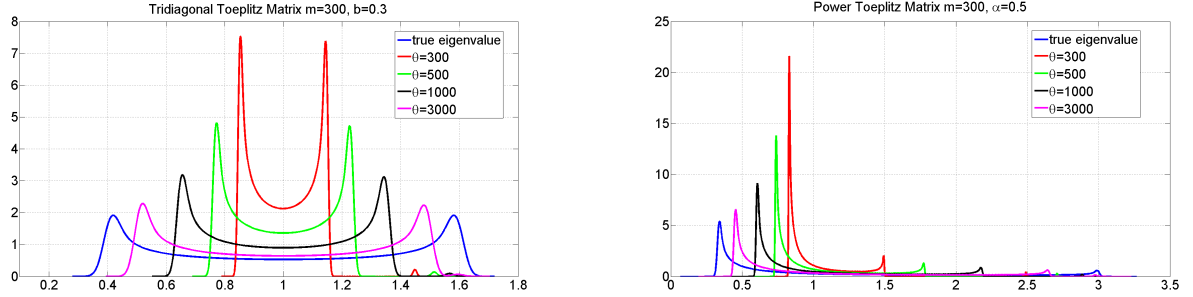 Tridiagonal Toeplitz Matrix m=300, b=0.3
8
7
6
5
4
3
2
1
0
0.2 0.4 0.6 0.8 1.0 1.2 1.4 1.6 1.8
true eigenvalue
θ=300
θ=500
θ=1000
θ=3000
Power Toeplitz Matrix m=300, α=0.5
25
20
15
10
5
0
0 0.5 1 1.5 2 2.5 3 3.5
true eigenvalue
θ=300
θ=500
θ=1000
θ=3000